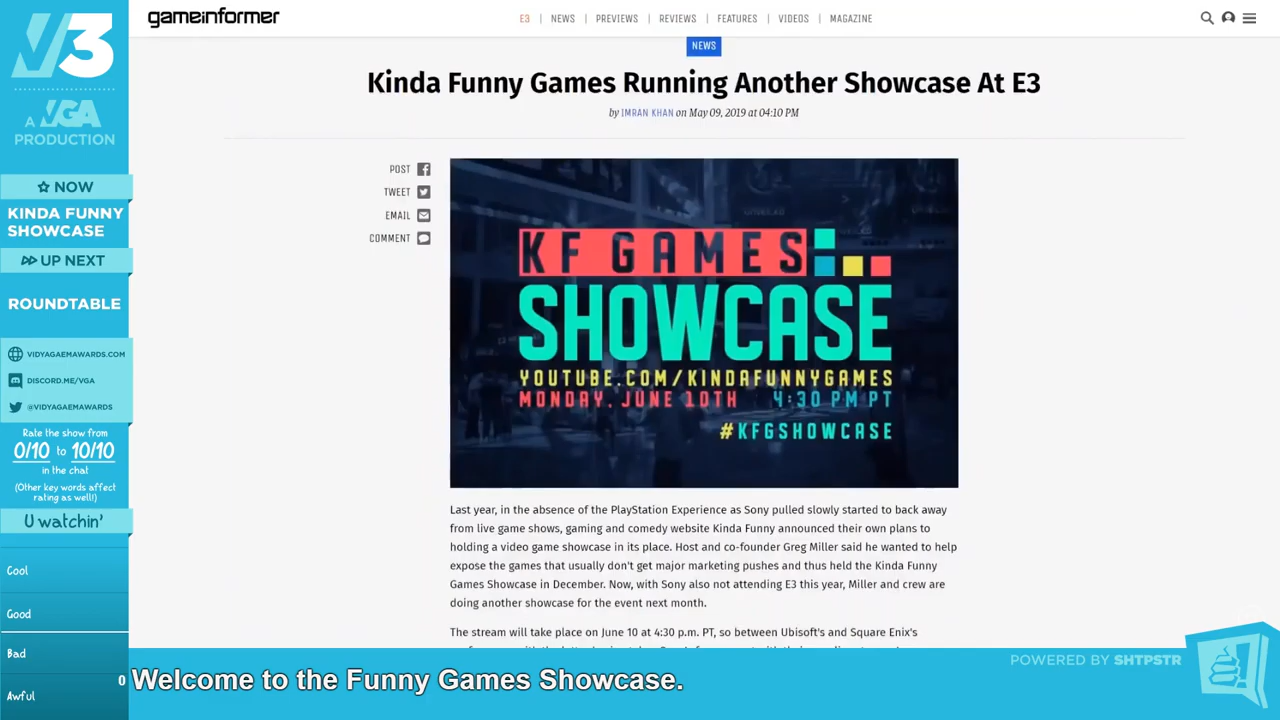 V3
A VGA
PRODUCTION
NOW
KINDA FUNNY
SHOWCASE
UP NEXT
ROUNDTABLE
VIDYAGAEMAWARDS.COM
DISCORD.ME/VGA
@VIDYAGAEMAWARDS
Rate the show from
0/10 to 10/10
in the chat
(Other key words affect
rating as well!)
U watchin'
Cool
Good
Bad
Awful
0
gameinformer
E3 | NEWS | PREVIEWS | REVIEWS | FEATURES | VIDEOS | MAGAZINE
NEWS
Kinda Funny Games Running Another Showcase At E3
by IMRAN KHAN on May 09, 2019 at 04:10 PM
POST
TWEET
EMAIL
COMMENT
KF GAMES
SHOWCASE
YOUTUBE.COM/KINDAFUNNYGAMES
MONDAY, JUNE 10TH 4:30 PM PT
#KFGSHOWCASE
Last year, in the absence of the PlayStation Experience as Sony pulled slowly started to back away
from live game shows, gaming and comedy website Kinda Funny announced their own plans to
holding a video game showcase in its place. Host and co-founder Greg Miller said he wanted to help
expose the games that usually don't get major marketing pushes and thus held the Kinda Funny
Games Showcase in December. Now, with Sony also not attending E3 this year, Miller and crew are
doing another showcase for the event next month.
The stream will take place on June 10 at 4:30 p.m. PT, so between Ubisoft's and Square Enix's
Welcome to the Funny Games Showcase.
POWERED BY SHTPSTR